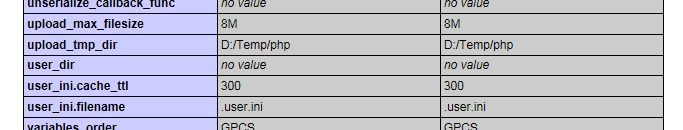 unserialize_callback_func no value no value
upload_max_filesize 8M 8M
upload_tmp_dir D:/Temp/php D:/Temp/php
user_dir no value no value
user_ini.cache_ttl 300 300
user_ini.filename .user.ini .user.ini
variables_order GPCS GPCS